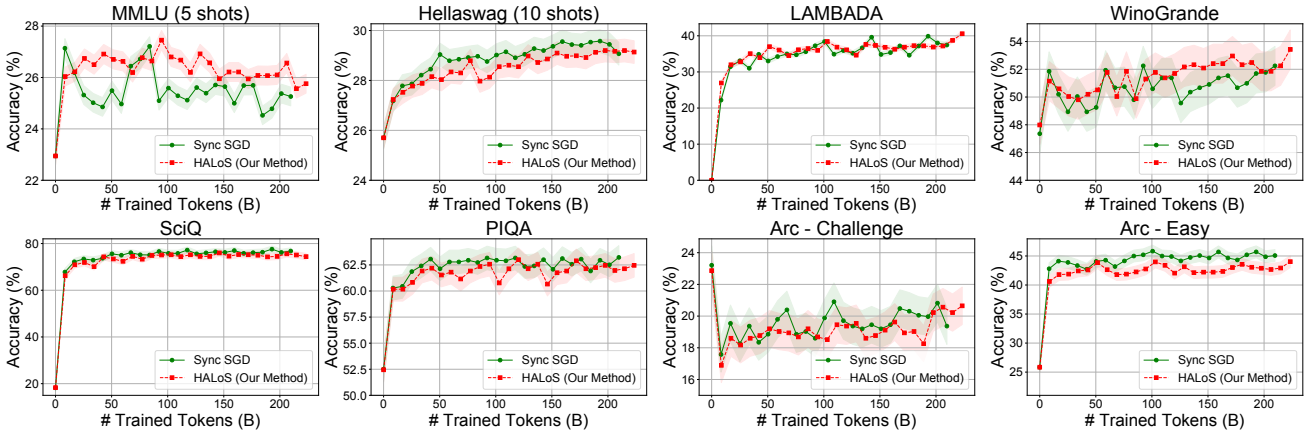 MMLU (5 shots)
Accuracy (%)
28
26
24
22
0 50 100 150 200
# Trained Tokens (B)
Sync SGD
HALoS (Our Method)
Hellaswag (10 shots)
Accuracy (%)
30
28
26
24
0 50 100 150 200
# Trained Tokens (B)
Sync SGD
HALoS (Our Method)
LAMBADA
Accuracy (%)
40
30
20
10
0
0 50 100 150 200
# Trained Tokens (B)
Sync SGD
HALoS (Our Method)
WinoGrande
Accuracy (%)
54
52
50
48
46
44
0 50 100 150 200
# Trained Tokens (B)
Sync SGD
HALoS (Our Method)
SciQ
Accuracy (%)
80
60
40
20
0 50 100 150 200
# Trained Tokens (B)
Sync SGD
HALoS (Our Method)
PIQA
Accuracy (%)
62.5
60.0
57.5
55.0
52.5
50.0
0 50 100 150 200
# Trained Tokens (B)
Sync SGD
HALoS (Our Method)
Arc - Challenge
Accuracy (%)
24
22
20
18
16
0 50 100 150 200
# Trained Tokens (B)
Sync SGD
HALoS (Our Method)
Arc - Easy
Accuracy (%)
45
40
35
30
25
0 50 100 150 200
# Trained Tokens (B)
Sync SGD
HALoS (Our Method)